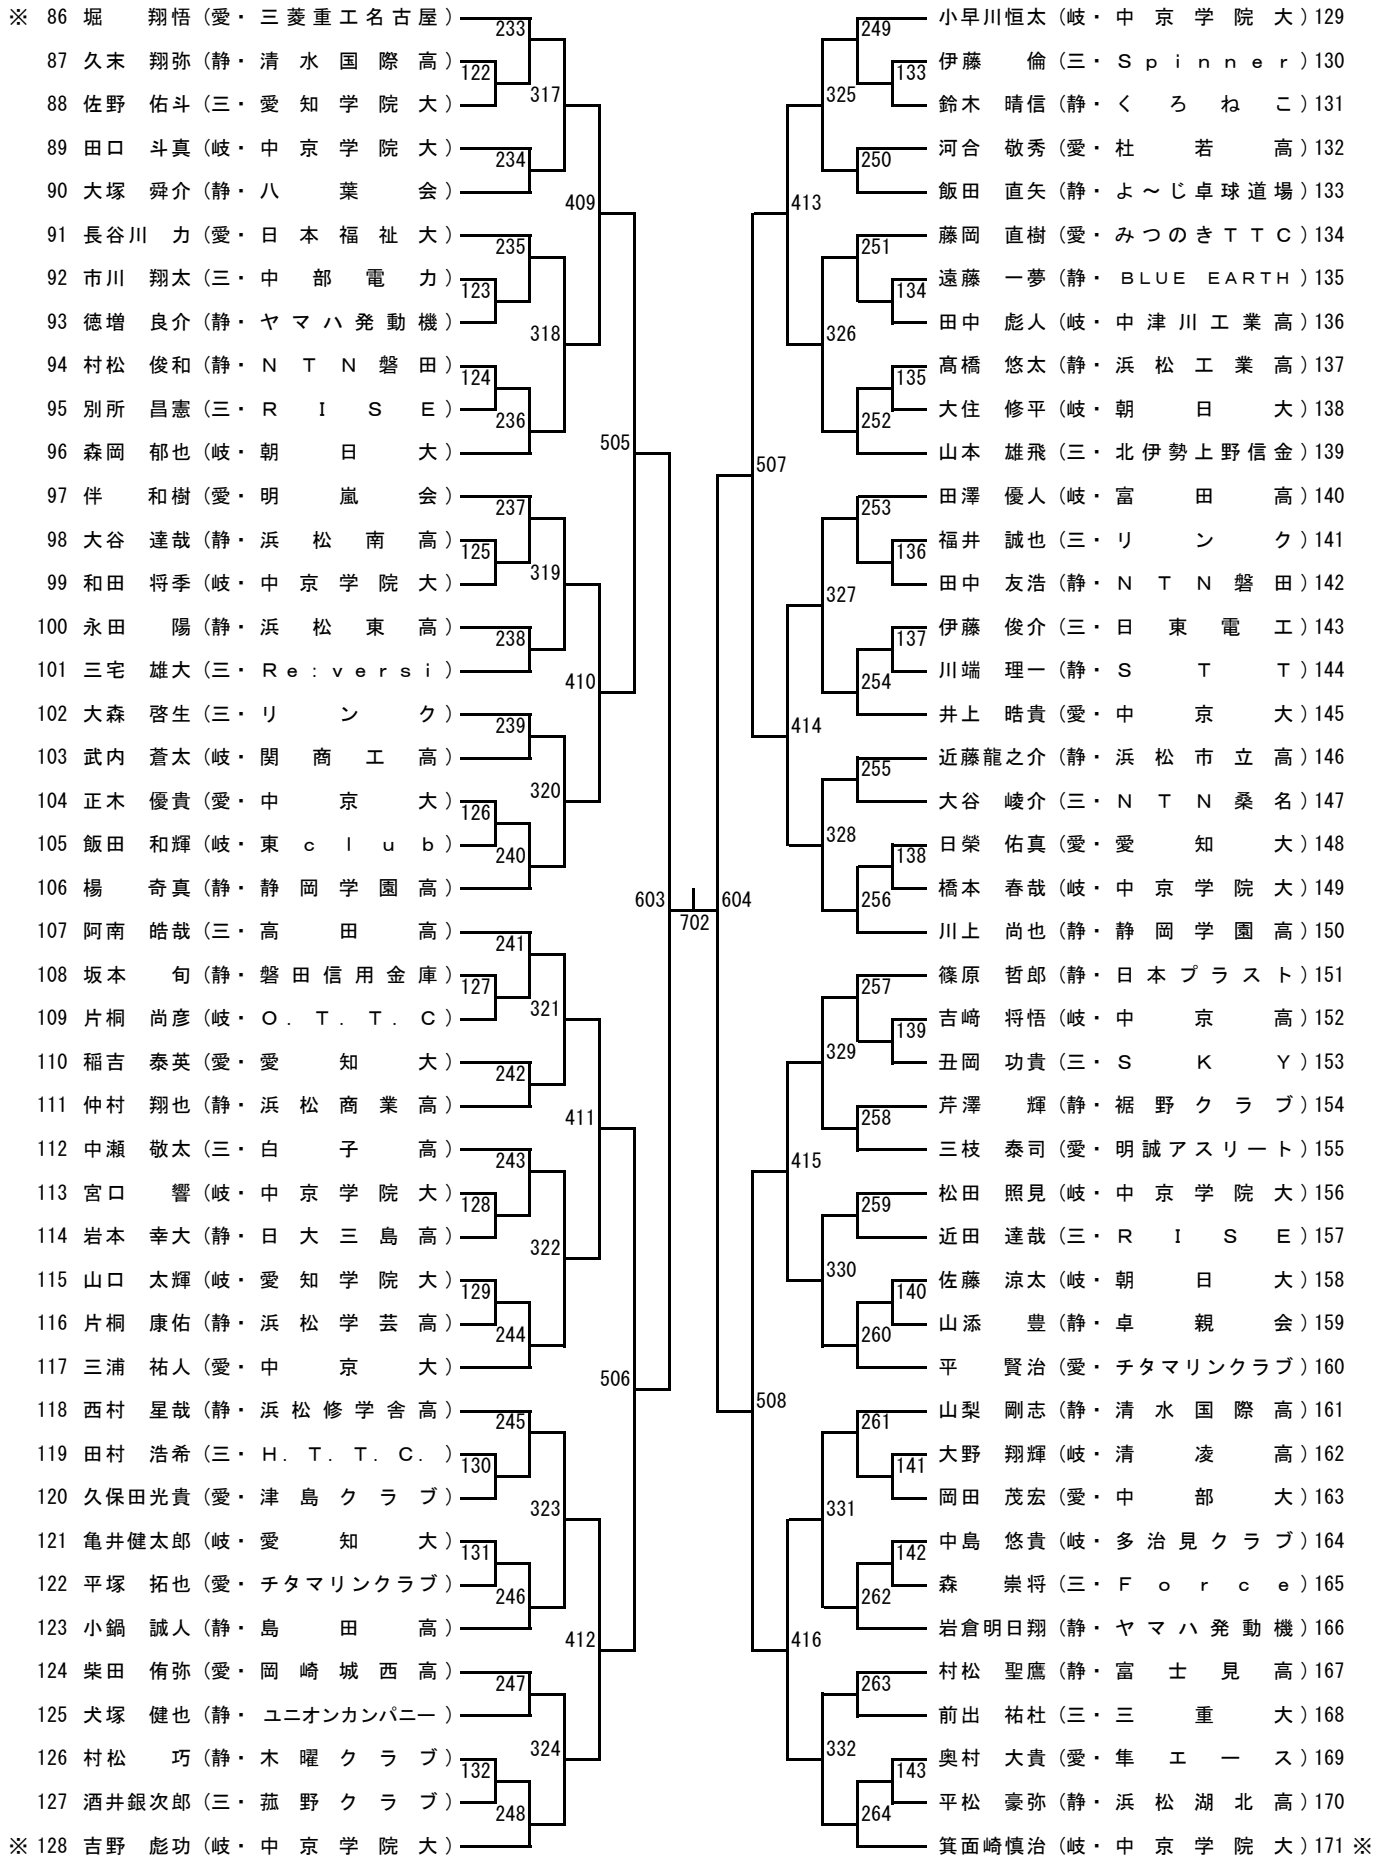 ※ 86 堀 翔悟 (愛・三菱重工名古屋)
87 久末 翔弥 (静・清水国際高)
88 佐野 佑斗 (三・愛知学院大)
89 田口 斗真 (岐・中京学院大)
90 大塚 舜介 (静・八葉会)
91 長谷川 力 (愛・日本福祉大)
92 市川 翔太 (三・中部電力)
93 徳増 良介 (静・ヤマハ発動機)
94 村松 俊和 (静・NTN磐田)
95 別所 昌憲 (三・RISE)
96 森岡 郁也 (岐・朝日大)
97 伴 和樹 (愛・明嵐会)
98 大谷 達哉 (静・浜松南高)
99 和田 将季 (岐・中京学院大)
100 永田 陽 (静・浜松東高)
101 三宅 雄大 (三・Re:versi)
102 大森 啓生 (三・リンク)
103 武内 蒼太 (岐・関商工高)
104 正木 優貴 (愛・中京大)
105 飯田 和輝 (岐・東club)
106 楊 奇真 (静・静岡学園高)
107 阿南 皓哉 (三・高田高)
108 坂本 旬 (静・磐田信用金庫)
109 片桐 尚彦 (岐・O.T.T.C)
110 稲吉 泰英 (愛・愛知大)
111 仲村 翔也 (静・浜松商業高)
112 中瀬 敬太 (三・白子高)
113 宮口 響 (岐・中京学院大)
114 岩本 幸大 (静・日大三島高)
115 山口 太輝 (岐・愛知学院大)
116 片桐 康佑 (静・浜松学芸高)
117 三浦 祐人 (愛・中京大)
118 西村 星哉 (静・浜松修学舎高)
119 田村 浩希 (三・H.T.T.C.)
120 久保田光貴 (愛・津島クラブ)
121 亀井健太郎 (岐・愛知大)
122 平塚 拓也 (愛・チタマリンクラブ)
123 小鍋 誠人 (静・島田高)
124 柴田 侑弥 (愛・岡崎城西高)
125 犬塚 健也 (静・ユニオンカンパニー)
126 村松 巧 (静・木曜クラブ)
127 酒井銀次郎 (三・菰野クラブ)
※ 128 吉野 彪功 (岐・中京学院大)
233
122
317
234
409
235
123
318
124
236
505
237
125
319
238
410
239
320
126
240
603
702
604
241
127
321
242
411
243
128
322
129
244
506
245
130
323
131
246
412
247
324
132
248
249
133
325
250
413
251
134
326
135
252
507
253
136
327
137
254
414
255
328
138
256
257
139
329
258
415
259
330
140
260
508
261
141
331
142
262
416
263
332
143
264
小早川恒太 (岐・中京学院大) 129
伊藤 倫 (三・Spinner) 130
鈴木 晴信 (静・くろねこ) 131
河合 敬秀 (愛・杜若高) 132
飯田 直矢 (静・よ～じ卓球道場) 133
藤岡 直樹 (愛・みつのきTTC) 134
遠藤 一夢 (静・BLUE EARTH) 135
田中 彪人 (岐・中津川工業高) 136
髙橋 悠太 (静・浜松工業高) 137
大住 修平 (岐・朝日大) 138
山本 雄飛 (三・北伊勢上野信金) 139
田澤 優人 (岐・富田高) 140
福井 誠也 (三・リンク) 141
田中 友浩 (静・NTN磐田) 142
伊藤 俊介 (三・日東電工) 143
川端 理一 (静・STT) 144
井上 晧貴 (愛・中京大) 145
近藤龍之介 (静・浜松市立高) 146
大谷 崚介 (三・NTN桑名) 147
日榮 佑真 (愛・愛知大) 148
橋本 春哉 (岐・中京学院大) 149
川上 尚也 (静・静岡学園高) 150
篠原 哲郎 (静・日本プラスト) 151
吉﨑 将悟 (岐・中京高) 152
丑岡 功貴 (三・SKY) 153
芹澤 輝 (静・裾野クラブ) 154
三枝 泰司 (愛・明誠アスリート) 155
松田 照見 (岐・中京学院大) 156
近田 達哉 (三・RISE) 157
佐藤 涼太 (岐・朝日大) 158
山添 豊 (静・卓親会) 159
平 賢治 (愛・チタマリンクラブ) 160
山梨 剛志 (静・清水国際高) 161
大野 翔輝 (岐・清凌高) 162
岡田 茂宏 (愛・中部大) 163
中島 悠貴 (岐・多治見クラブ) 164
森 崇将 (三・Force) 165
岩倉明日翔 (静・ヤマハ発動機) 166
村松 聖鷹 (静・富士見高) 167
前出 祐杜 (三・三重大) 168
奥村 大貴 (愛・隼エース) 169
平松 豪弥 (静・浜松湖北高) 170
箕面崎慎治 (岐・中京学院大) 171 ※